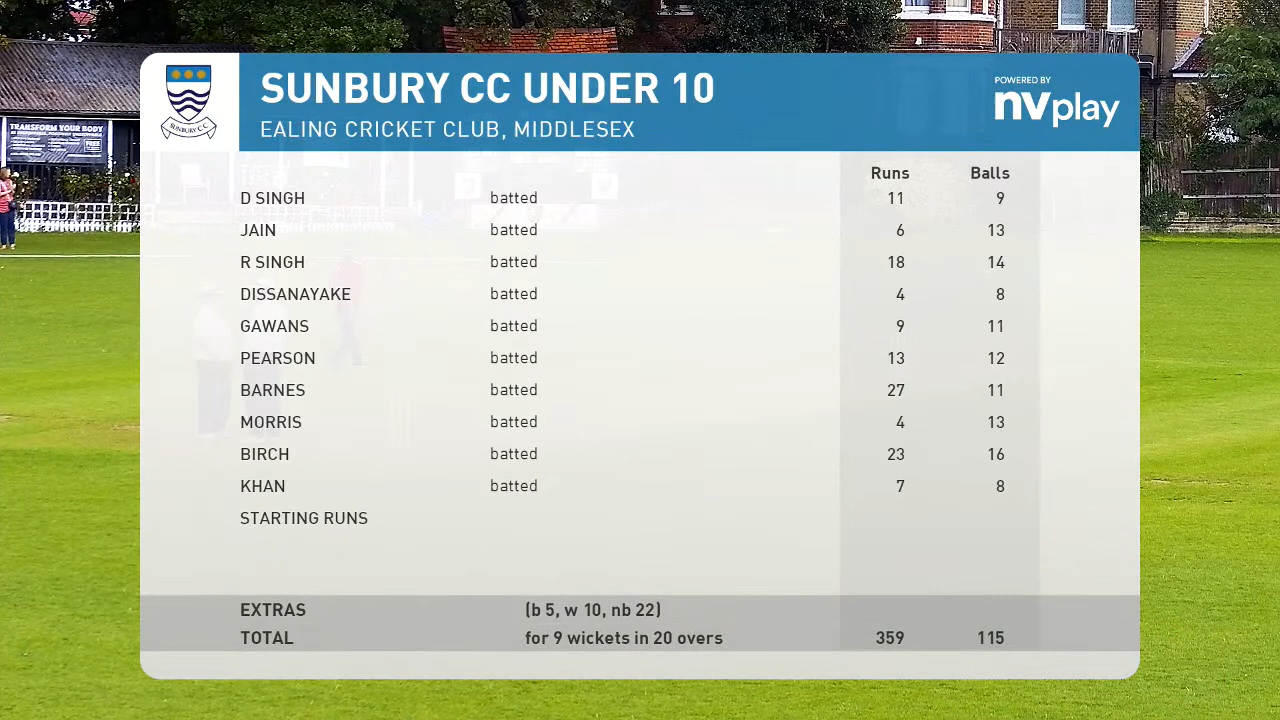 SUNBURY CC UNDER 10
EALING CRICKET CLUB, MIDDLESEX
POWERED BY
nvplay
SUNBURY C C
TRANSFORM YOUR BODY
Runs Balls
D SINGH batted 11 9
JAIN batted 6 13
R SINGH batted 18 14
DISSANAYAKE batted 4 8
GAWANS batted 9 11
PEARSON batted 13 12
BARNES batted 27 11
MORRIS batted 4 13
BIRCH batted 23 16
KHAN batted 7 8
STARTING RUNS
EXTRAS (b 5, w 10, nb 22)
TOTAL for 9 wickets in 20 overs 359 115